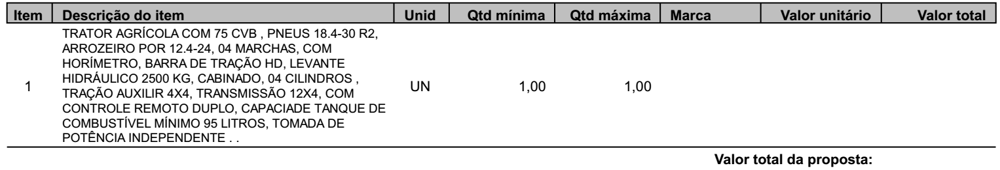 Item Descrição do item Unid Qtd mínima Qtd máxima Marca Valor unitário Valor total
TRATOR AGRÍCOLA COM 75 CVB , PNEUS 18.4-30 R2,
ARROZEIRO POR 12.4-24, 04 MARCHAS, COM
HORÍMETRO, BARRA DE TRAÇÃO HD, LEVANTE
HIDRÁULICO 2500 KG, CABINADO, 04 CILINDROS ,
1 UN 1,00 1,00
TRAÇÃO AUXILIR 4X4, TRANSMISSÃO 12X4, COM
CONTROLE REMOTO DUPLO, CAPACIADE TANQUE DE
COMBUSTÍVEL MÍNIMO 95 LITROS, TOMADA DE
POTÊNCIA INDEPENDENTE . .
Valor total da proposta: